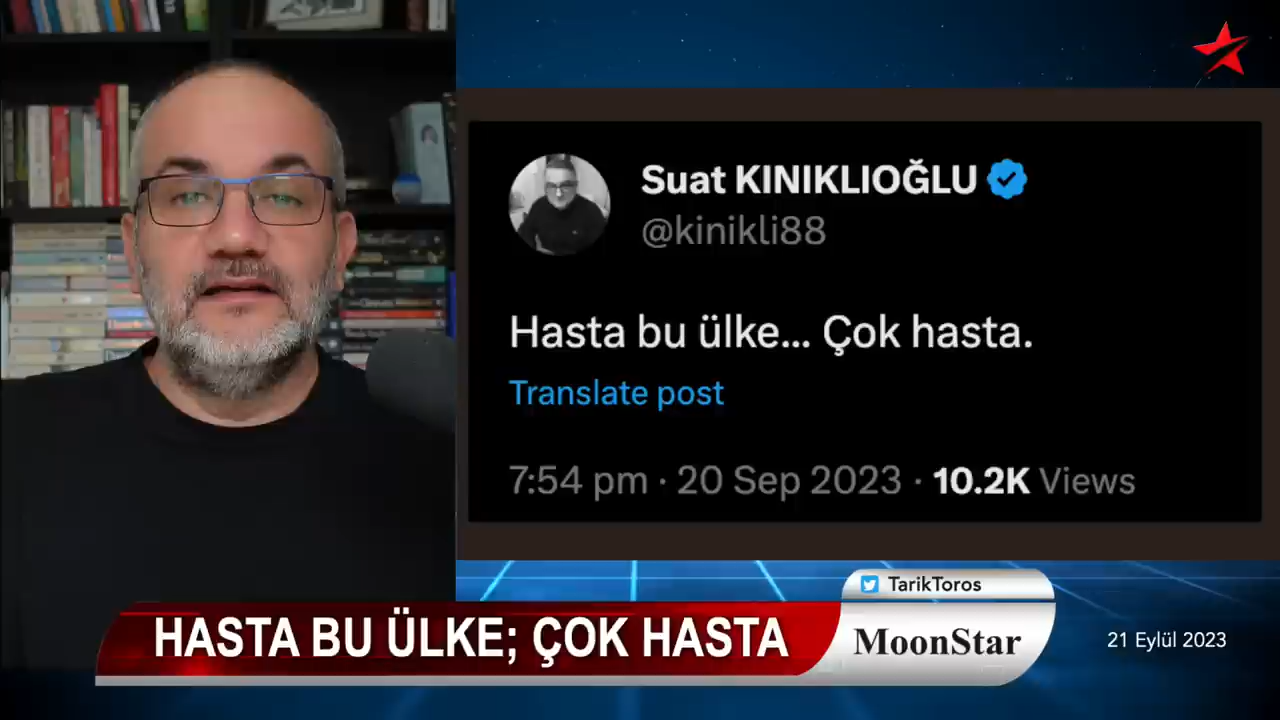 Suat KINIKLIOĞLU
@kinikli88
Hasta bu ülke... Çok hasta.
Translate post
7:54 pm · 20 Sep 2023 · 10.2K Views
TarikToros
HASTA BU ÜLKE; ÇOK HASTA
MoonStar
21 Eylül 2023